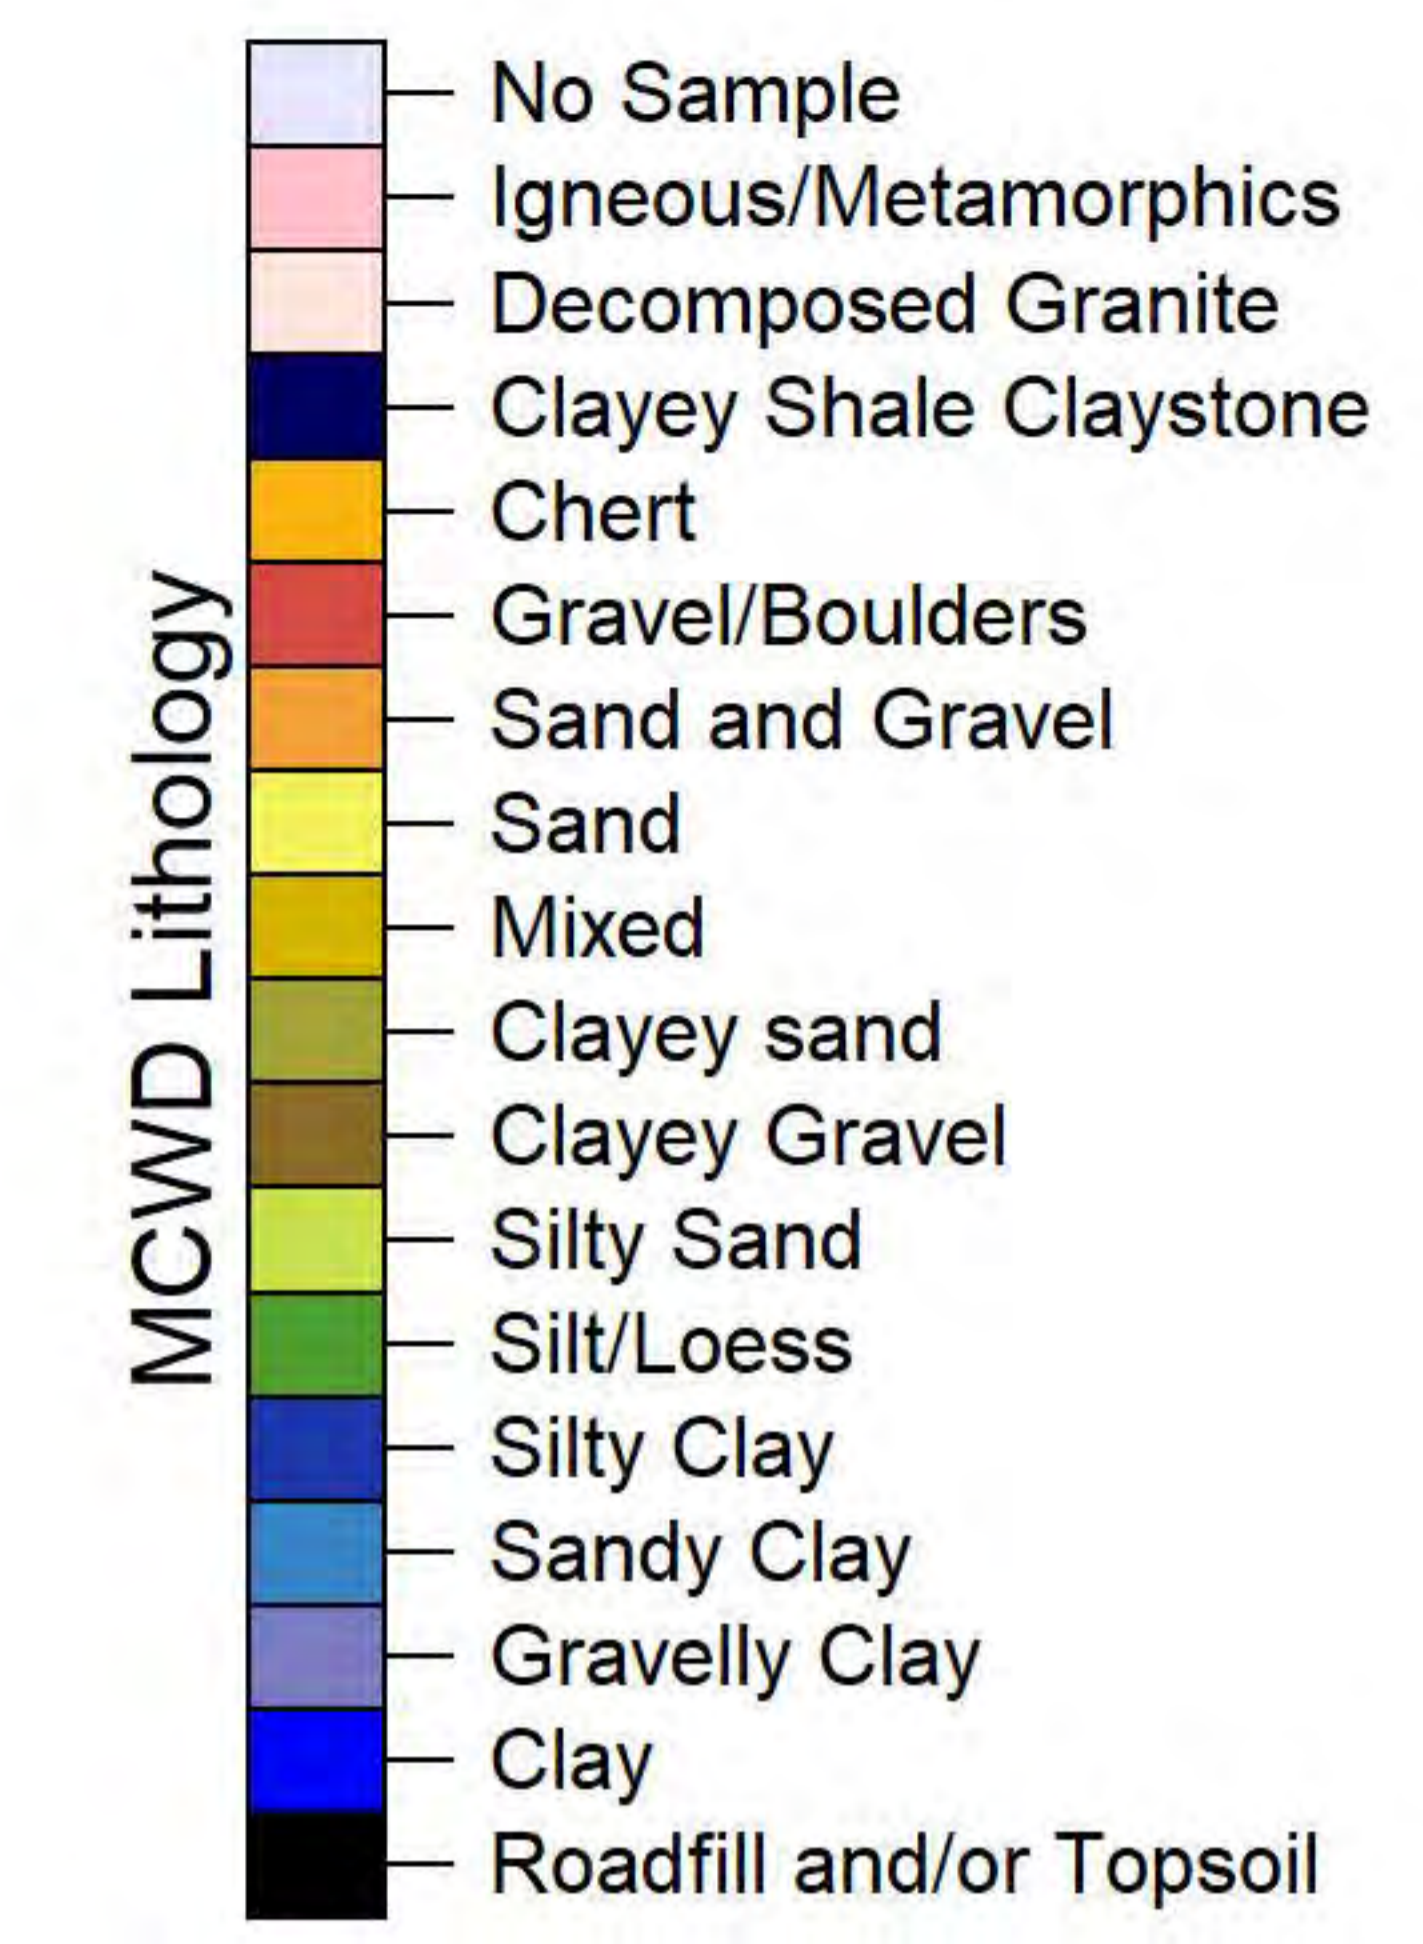 MCWD Lithology
No Sample
Igneous/Metamorphics
Decomposed Granite
Clayey Shale Claystone
Chert
Gravel/Boulders
Sand and Gravel
Sand
Mixed
Clayey sand
Clayey Gravel
Silty Sand
Silt/Loess
Silty Clay
Sandy Clay
Gravelly Clay
Clay
Roadfill and/or Topsoil